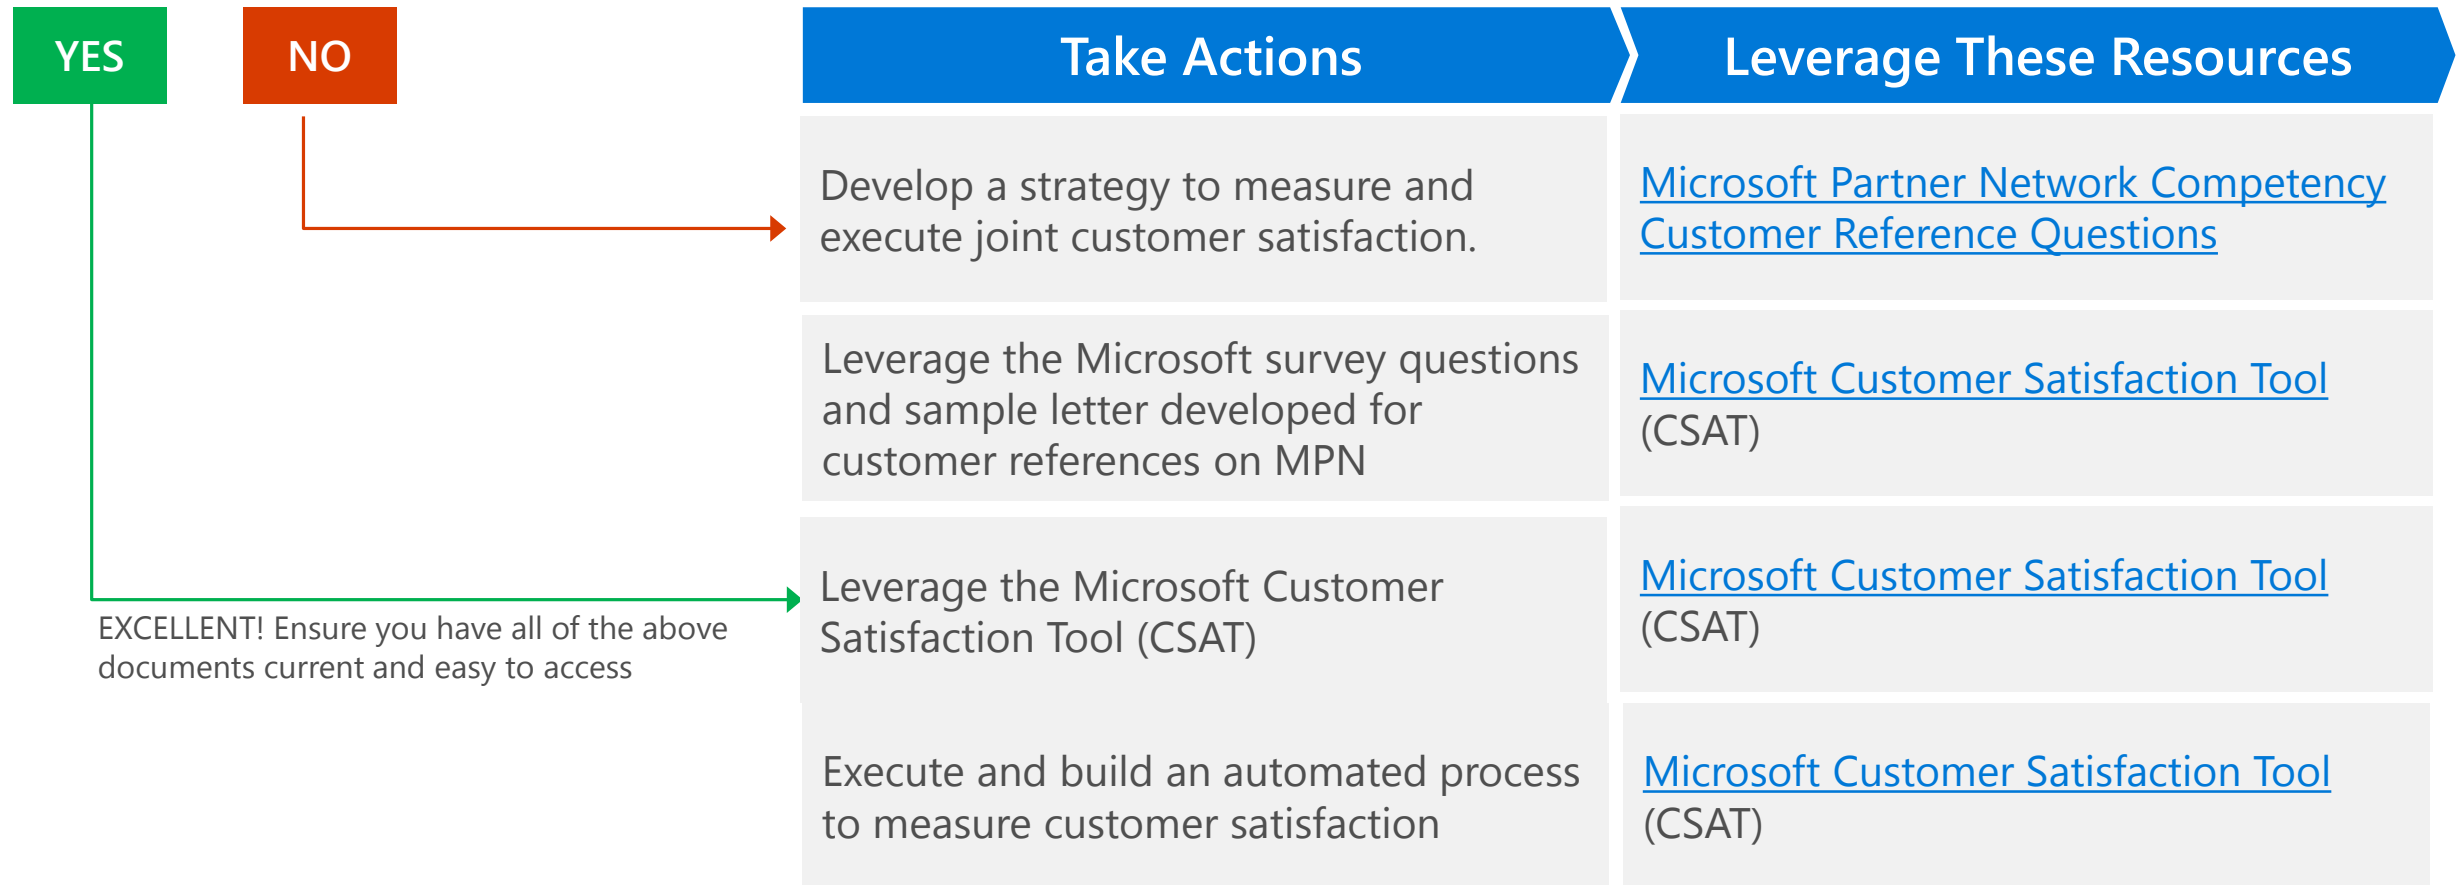 YES
NO
Take Actions
Leverage These Resources
Develop a strategy to measure and
execute joint customer satisfaction.
Microsoft Partner Network Competency
Customer Reference Questions
Leverage the Microsoft survey questions
and sample letter developed for
customer references on MPN
Microsoft Customer Satisfaction Tool
(CSAT)
EXCELLENT! Ensure you have all of the above
documents current and easy to access
Leverage the Microsoft Customer
Satisfaction Tool (CSAT)
Microsoft Customer Satisfaction Tool
(CSAT)
Execute and build an automated process
to measure customer satisfaction
Microsoft Customer Satisfaction Tool
(CSAT)